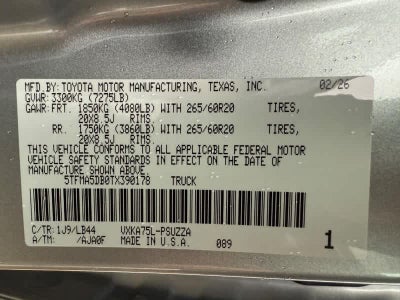 MFD.BY: TOYOTA MOTOR MANUFACTURING, TEXAS, INC. 02/26
GVWR: 3300KG (7275LB)
GAWR: FRT. 1850KG (4080LB) WITH 265/60R20 TIRES,
20X8.5J RIMS.
RR. 1750KG (3860LB) WITH 265/60R20 TIRES,
20X8.5J RIMS.
THIS VEHICLE CONFORMS TO ALL APPLICABLE FEDERAL MOTOR
VEHICLE SAFETY STANDARDS IN EFFECT ON THE DATE OF
MANUFACTURE SHOWN ABOVE.
5TFMA5DB0TX390178 TRUCK
C/TR: 1J9/LB44 VXKA75L-PSUZZA
A/TM: /AJA0F MADE IN U.S.A. 089 1